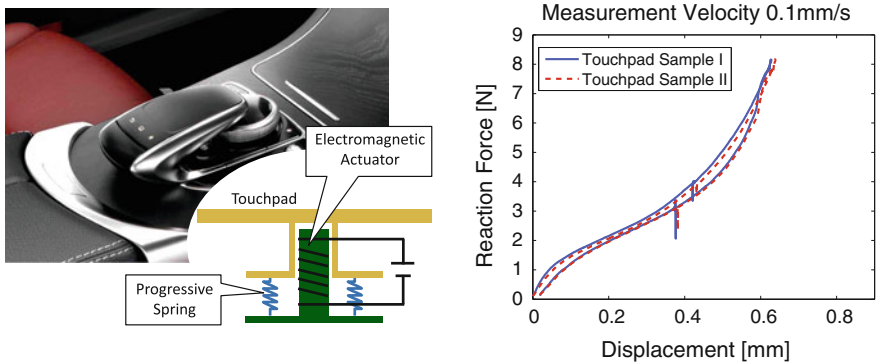 Electromagnetic
Actuator
Touchpad
Progressive
Spring
Measurement Velocity 0.1mm/s
Touchpad Sample I
Touchpad Sample II
Reaction Force [N]
9
8
7
6
5
4
3
2
1
0
0 0.2 0.4 0.6 0.8
Displacement [mm]